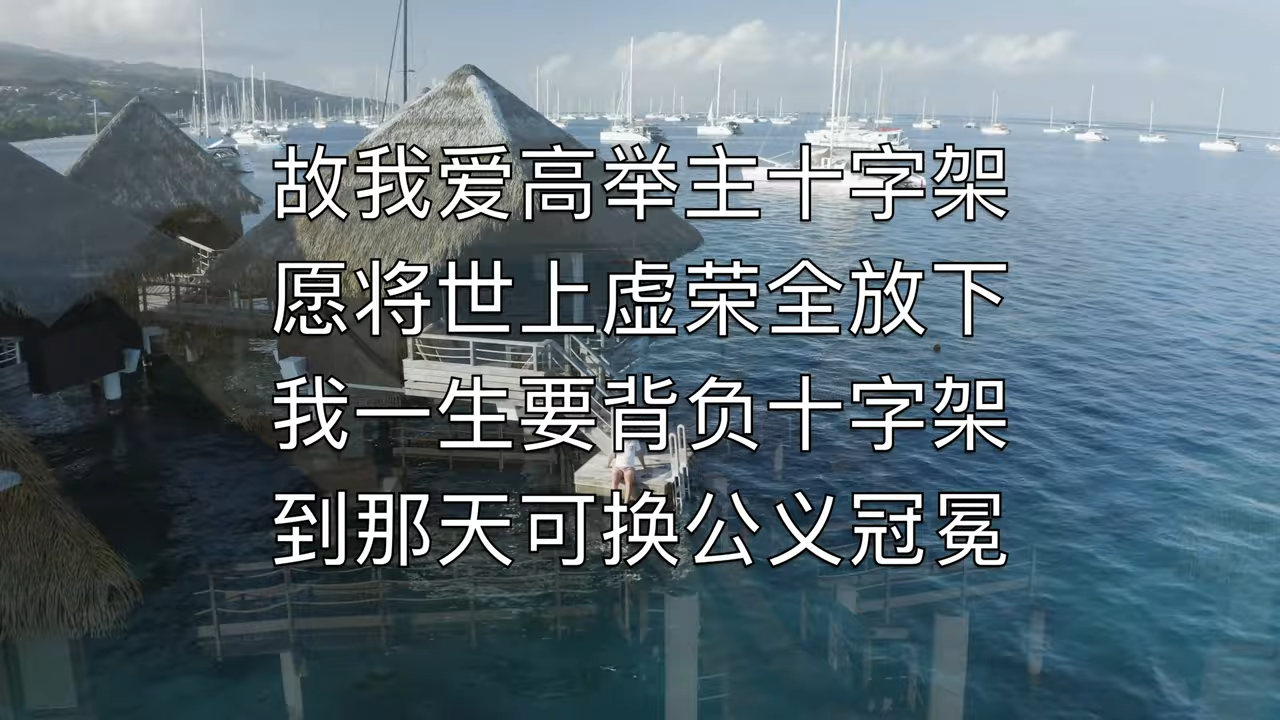 故我爱高举主十字架
愿将世上虚荣全放下
我一生要背负十字架
到那天可换公义冠冕